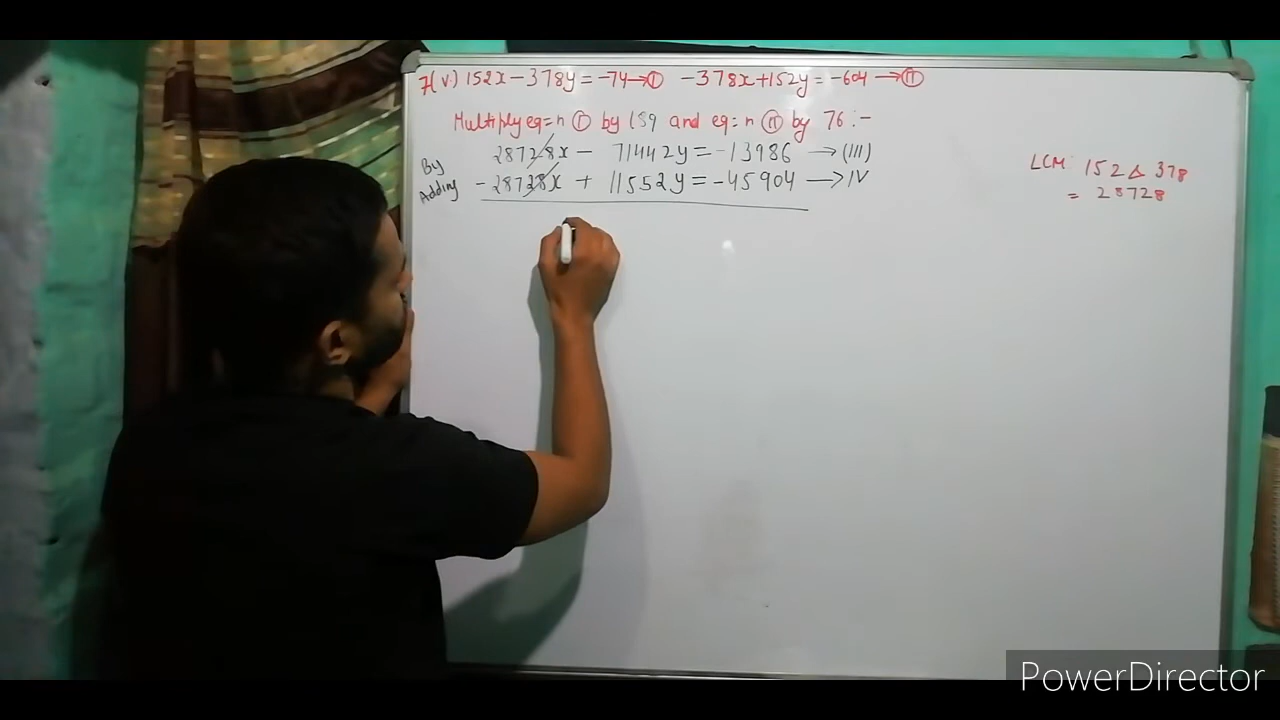 7(v.) 152x - 378y = -74 → I    -378x + 152y = -604 → II
Multiply eq=n I by 189 and eq=n II by 76 :-
By Adding
28728x - 71442y = -13986 → (III)
-28728x + 11552y = -45904 → IV
LCM: 152 & 378
= 28728
PowerDirector